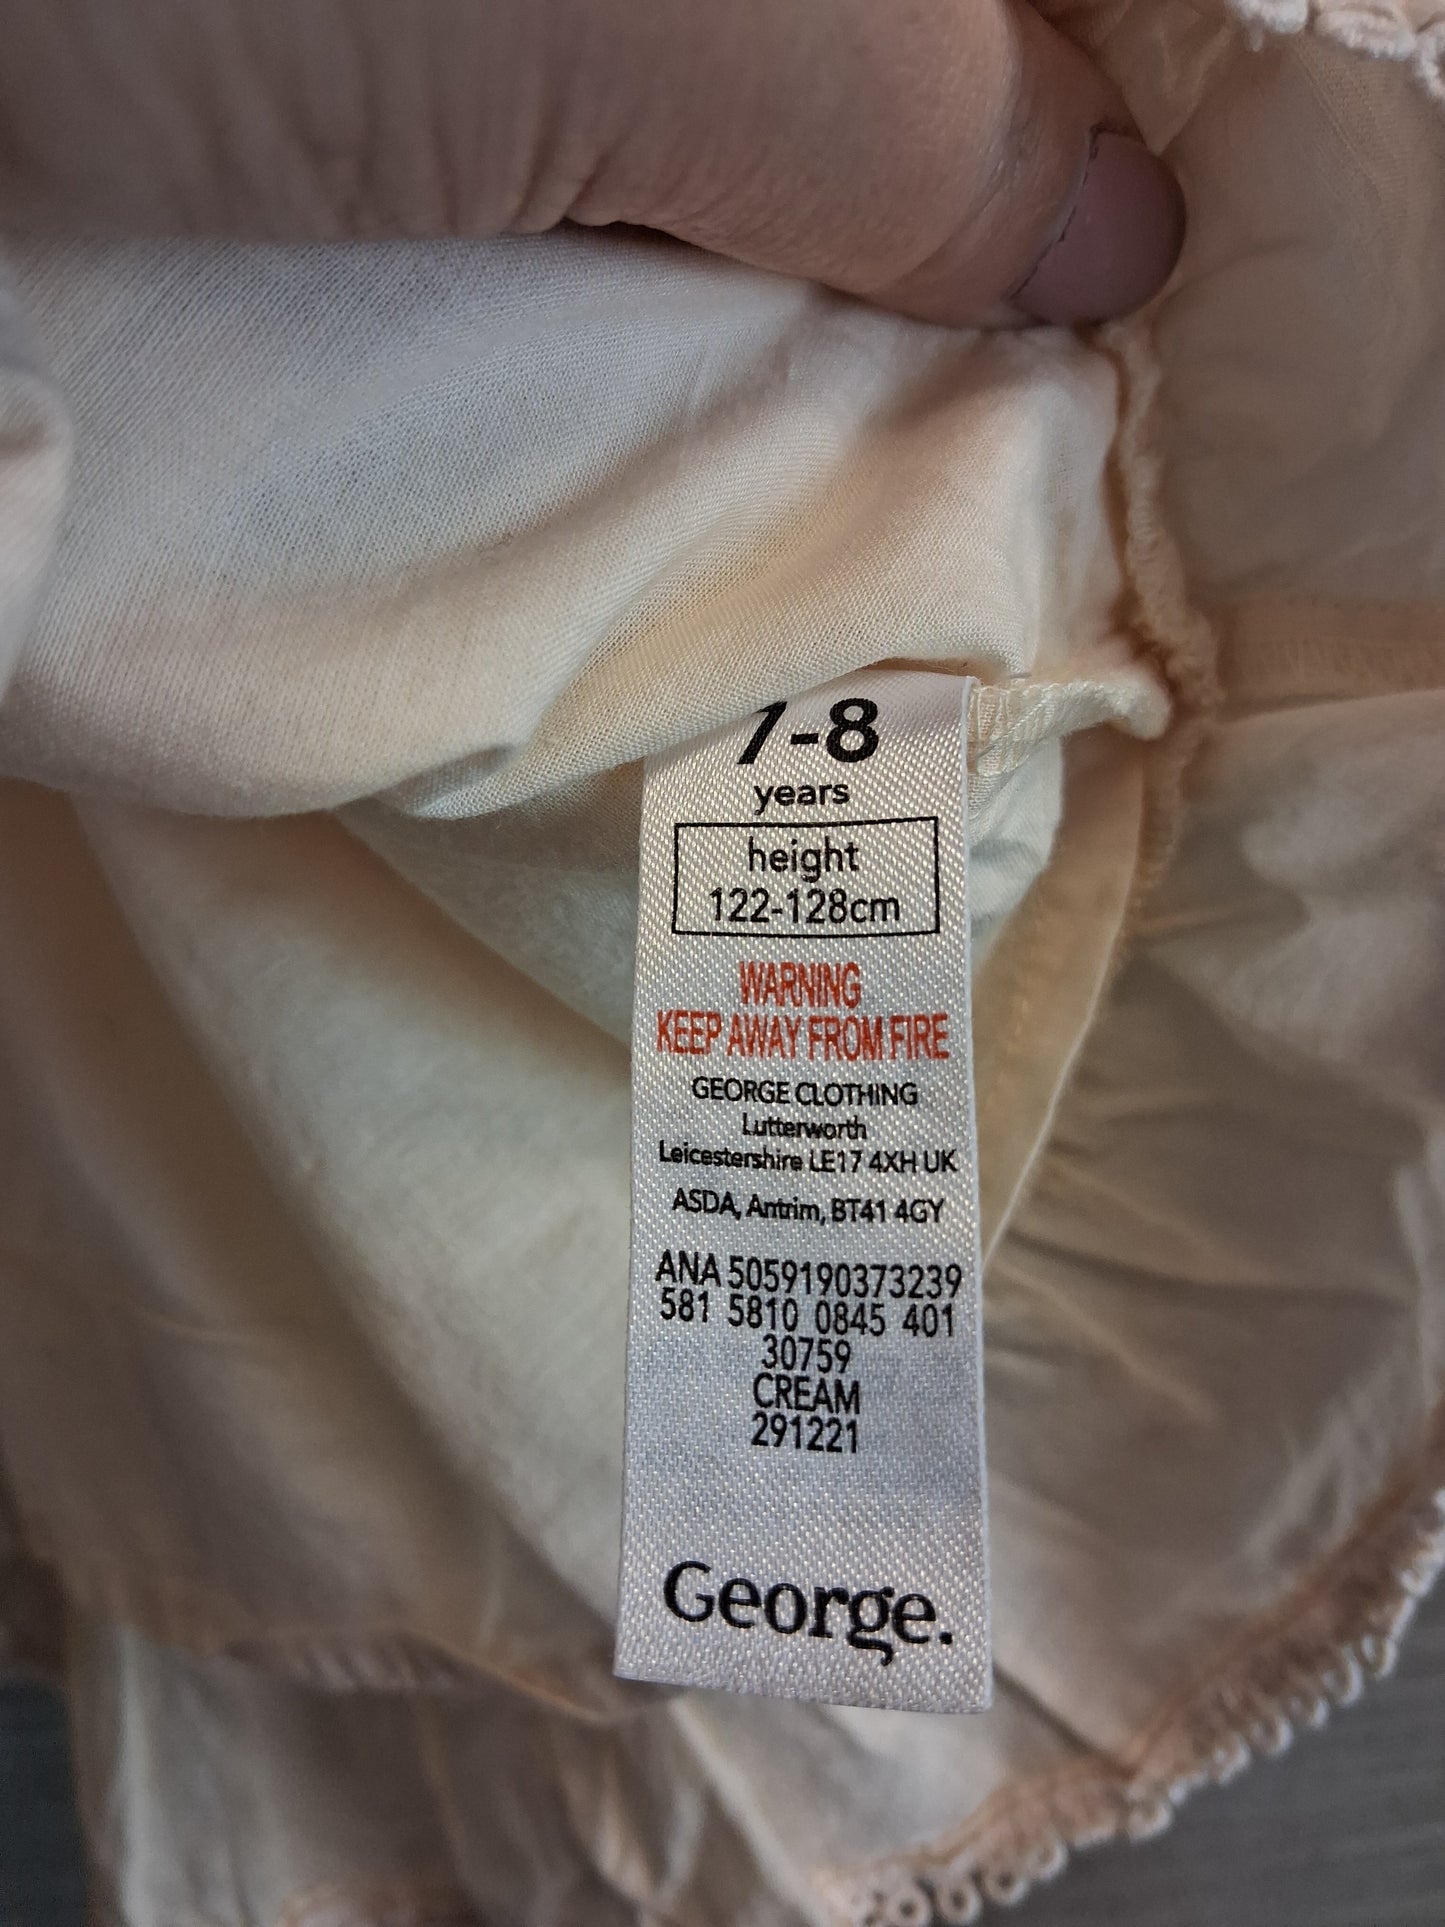 7-8
years
height
122-128cm
WARNING
KEEP AWAY FROM FIRE
GEORGE CLOTHING
Lutterworth
Leicestershire LE17 4XH UK
ASDA, Antrim, BT41 4GY
ANA 5059190373239
581 5810 0845 401
30759
CREAM
291221
George.